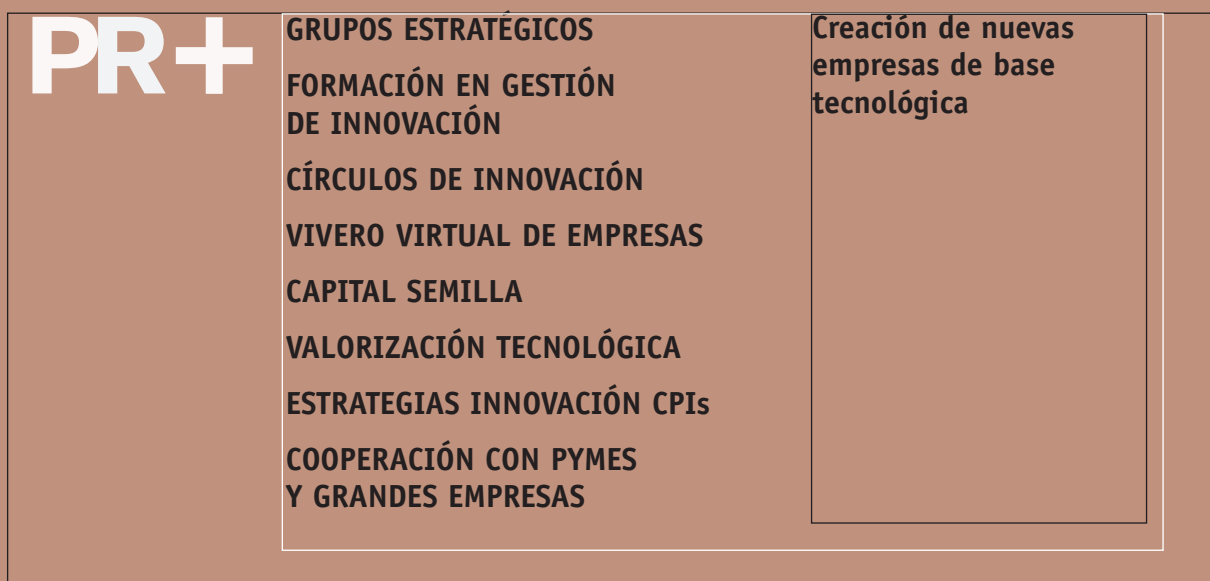 PR+
GRUPOS ESTRATÉGICOS
FORMACIÓN EN GESTIÓN
DE INNOVACIÓN
CÍRCULOS DE INNOVACIÓN
VIVERO VIRTUAL DE EMPRESAS
CAPITAL SEMILLA
VALORIZACIÓN TECNOLÓGICA
ESTRATEGIAS INNOVACIÓN CPIs
COOPERACIÓN CON PYMES
Y GRANDES EMPRESAS
Creación de nuevas
empresas de base
tecnológica